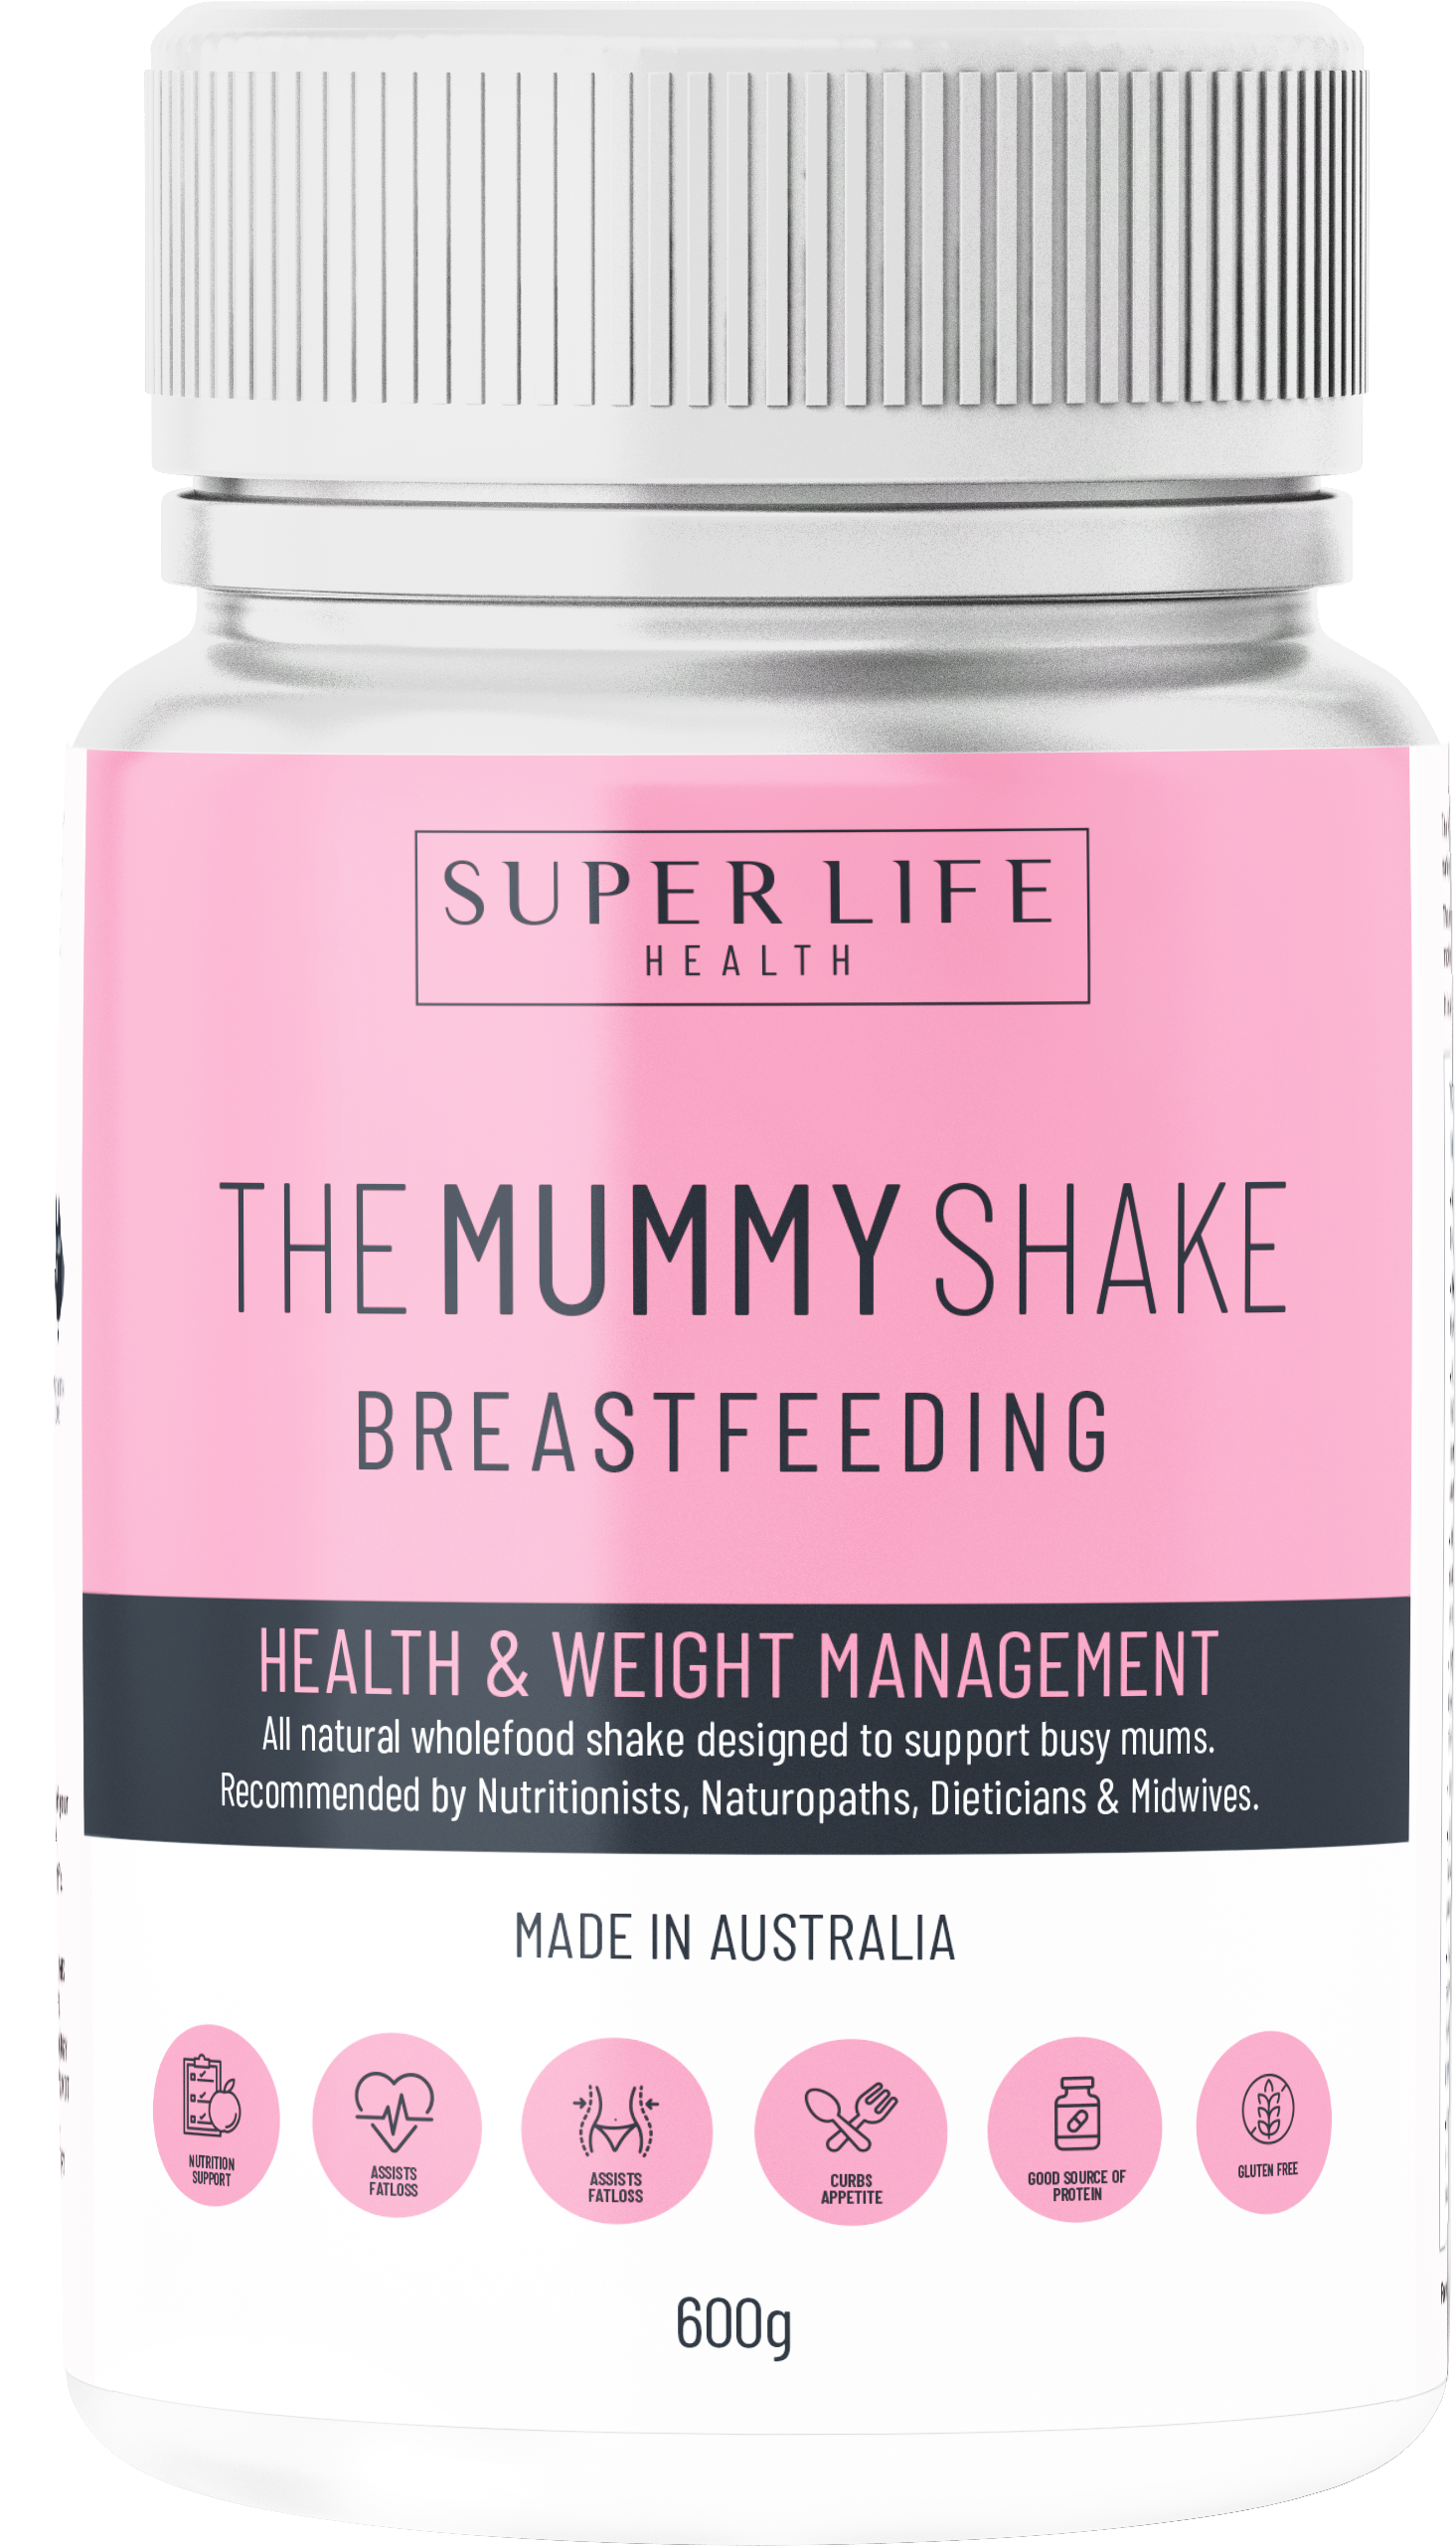 SUPER LIFE
HEALTH
THE MUMMY SHAKE
BREASTFEEDING
HEALTH & WEIGHT MANAGEMENT
All natural wholefood shake designed to support busy mums.
Recommended by Nutritionists, Naturopaths, Dieticians & Midwives.
MADE IN AUSTRALIA
NUTRITION
SUPPORT
ASSISTS
FATLOSS
ASSISTS
FATLOSS
CURBS
APPETITE
GOOD SOURCE OF
PROTEIN
GLUTEN FREE
600g